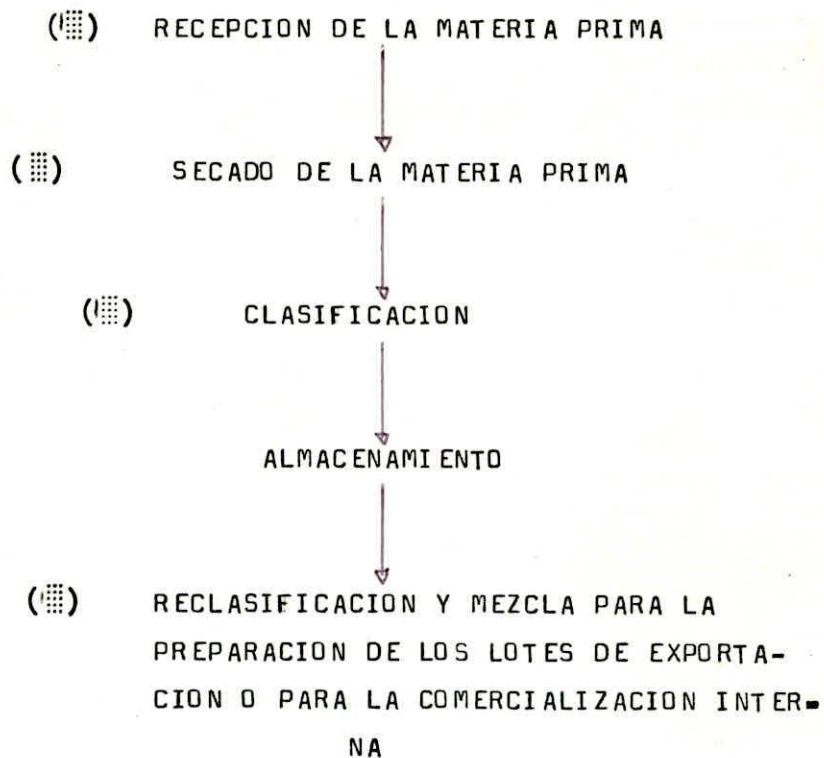 RECEPCION DE LA MATERIA PRIMA
SECADO DE LA MATERIA PRIMA
CLASIFICACION
ALMACENAMIENTO
RECLASIFICACION Y MEZCLA PARA LA
PREPARACION DE LOS LOTES DE EXPORTA-
CION O PARA LA COMERCIALIZACION INTER-
NA